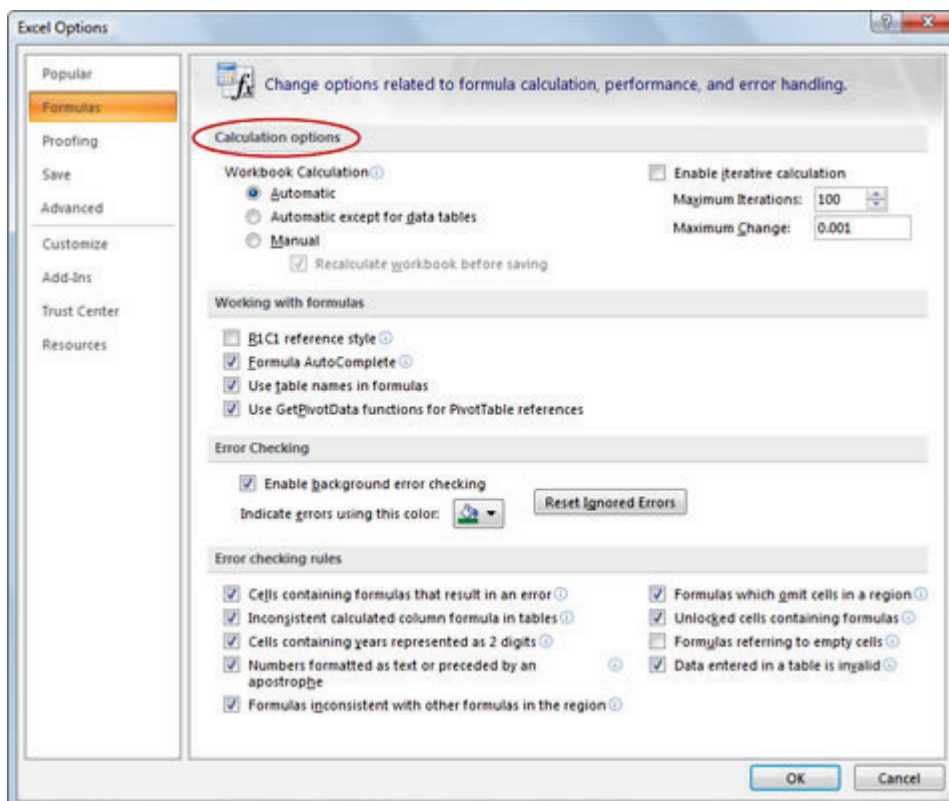 Excel Options
Popular
Formulas
Proofing
Save
Advanced
Customize
Add-Ins
Trust Center
Resources
Change options related to formula calculation, performance, and error handling.
Calculation options
Workbook Calculation
Automatic
Automatic except for data tables
Manual
Recalculate workbook before saving
Enable iterative calculation
Maximum Iterations: 100
Maximum Change: 0.001
Working with formulas
R1C1 reference style
Formula AutoComplete
Use table names in formulas
Use GetPivotData functions for PivotTable references
Error Checking
Enable background error checking
Indicate errors using this color:
Reset Ignored Errors
Error checking rules
Cells containing formulas that result in an error
Inconsistent calculated column formula in tables
Cells containing years represented as 2 digits
Numbers formatted as text or preceded by an
apostrophe
Formulas inconsistent with other formulas in the region
Formulas which omit cells in a region
Unlocked cells containing formulas
Formulas referring to empty cells
Data entered in a table is invalid
OK
Cancel